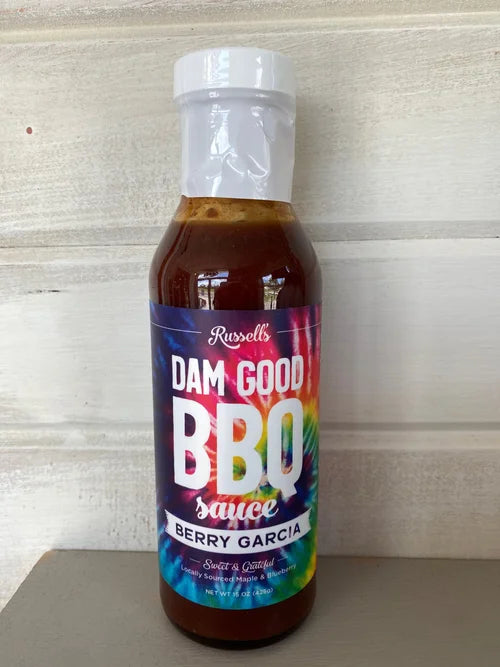 Russell's
DAM GOOD
BBQ
sauce
BERRY GARCIA
Sweet & Grateful
Locally Sourced Maple & Blueberry
NET WT 15 OZ (425g)